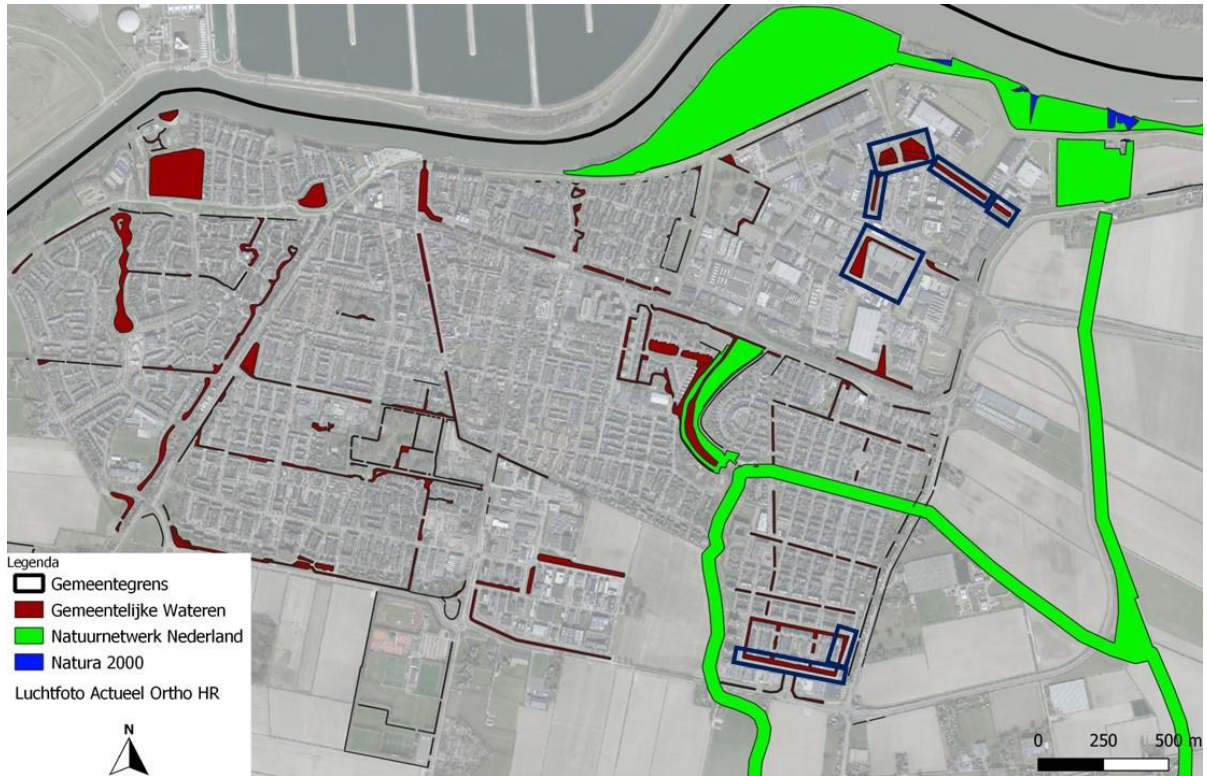 Legenda
Gemeentegrens
Gemeentelijke Wateren
Natuurnetwerk Nederland
Natura 2000
Luchtfoto Actueel Ortho HR
N
0 250 500 m